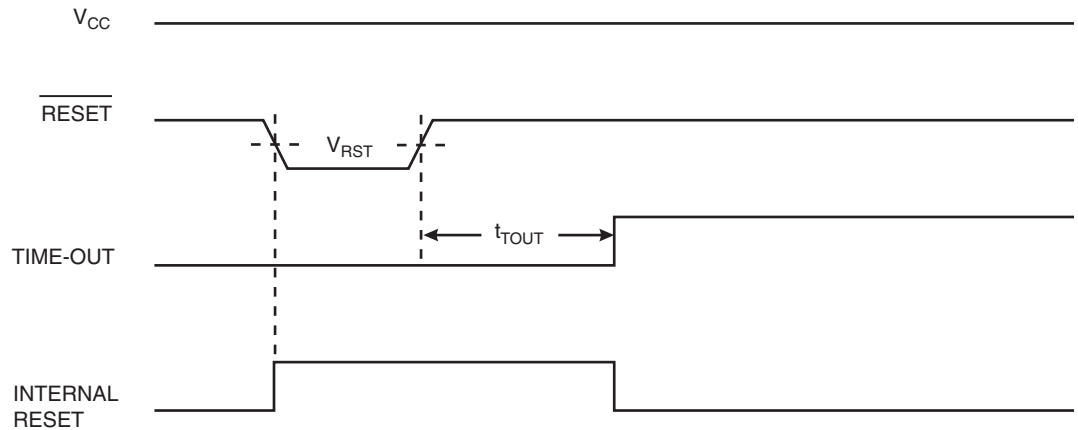 VCC
RESET
VRST
tTOUT
TIME-OUT
INTERNAL
RESET